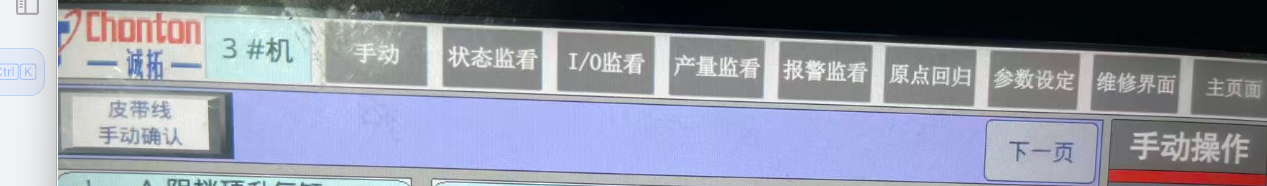 Ctrl K
Chonton
诚拓
3 #机
手动
状态监看
I/O监看
产量监看
报警监看
原点回归
参数设定
维修界面
主页面
皮带线
手动确认
下一页
手动操作